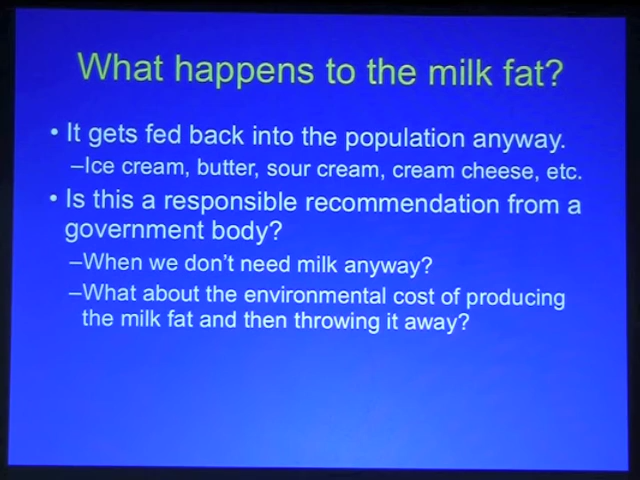 What happens to the milk fat?
• It gets fed back into the population anyway.
–Ice cream, butter, sour cream, cream cheese, etc.
• Is this a responsible recommendation from a
government body?
–When we don't need milk anyway?
–What about the environmental cost of producing
the milk fat and then throwing it away?